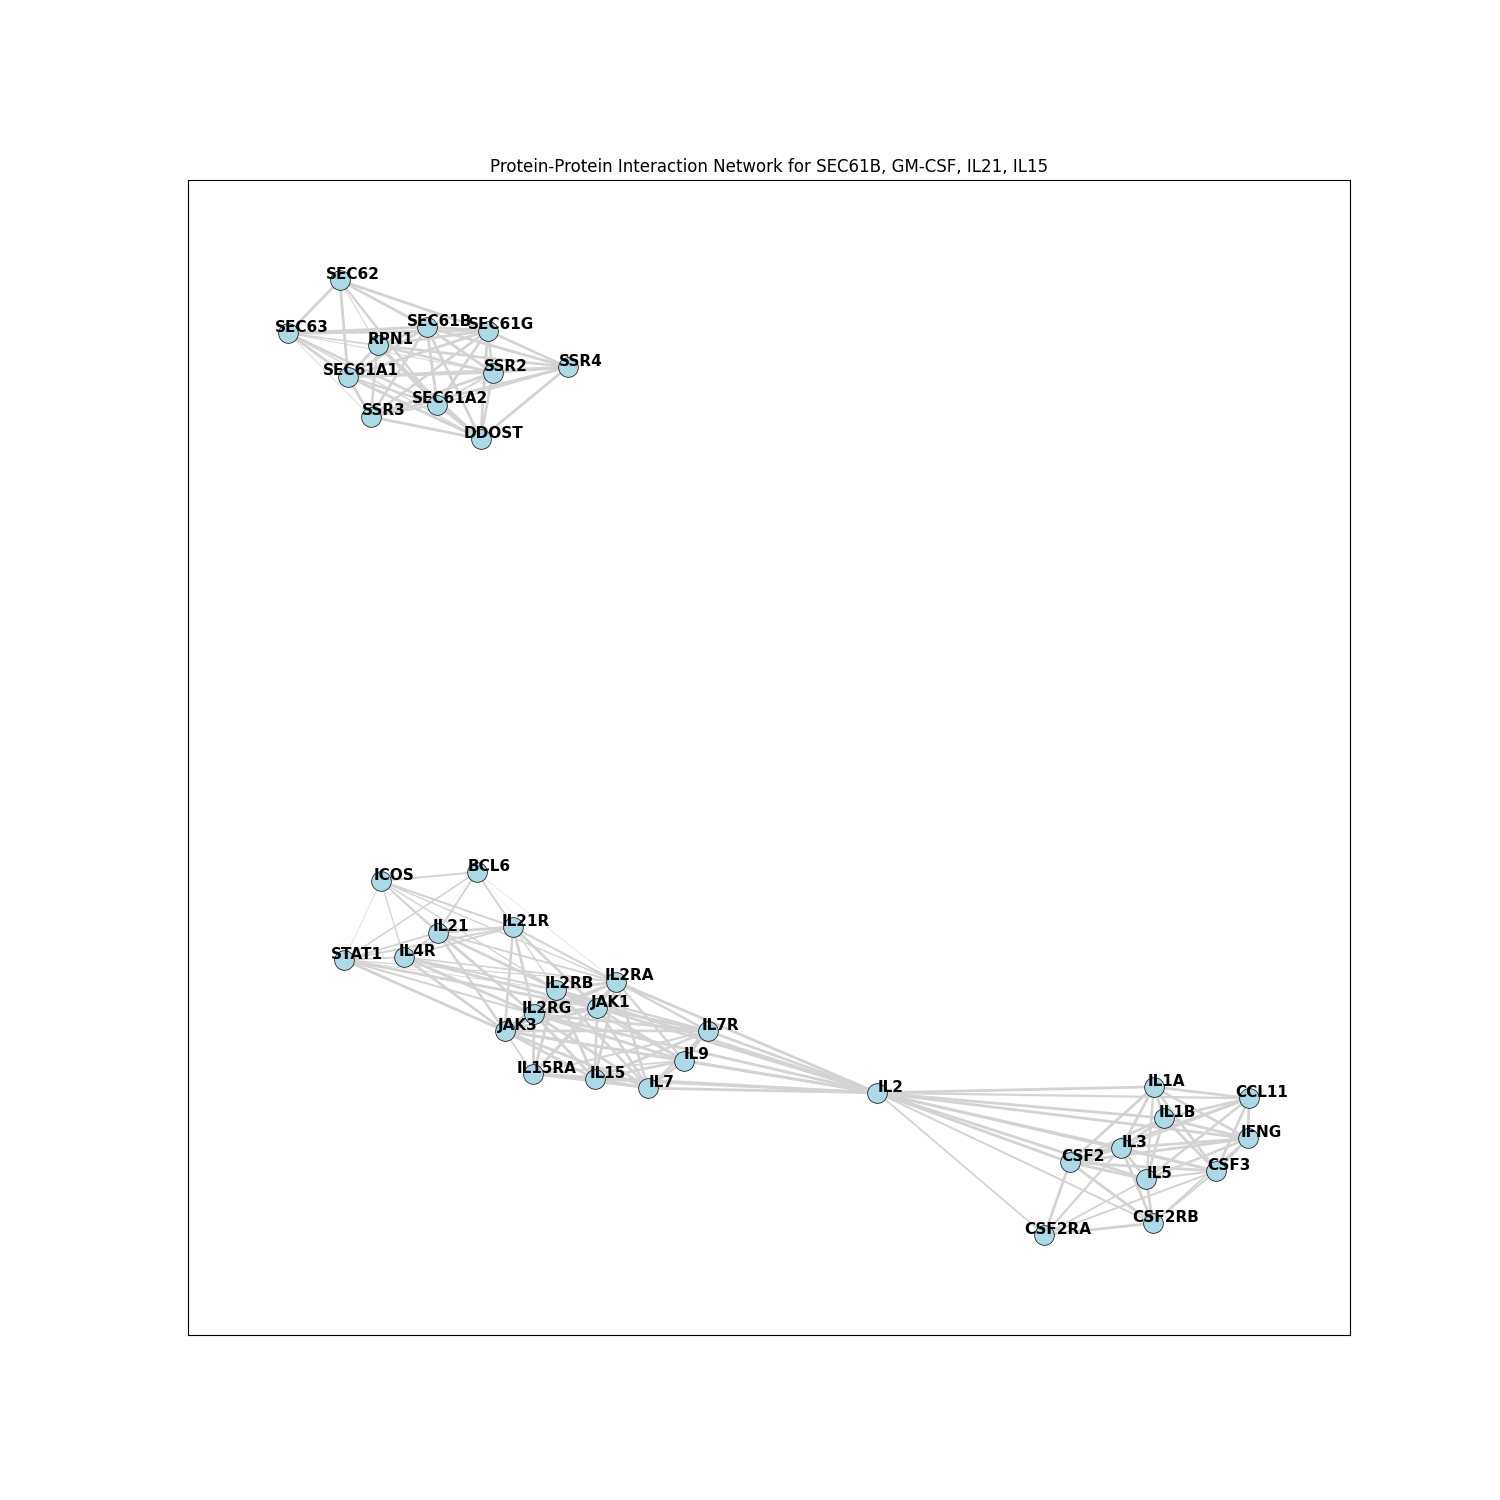 Protein-Protein Interaction Network for SEC61B, GM-CSF, IL21, IL15
SEC62
SEC61B
SEC61G
SEC63
RPN1
SSR4
SSR2
SEC61A1
SEC61A2
SSR3
DDOST
BCL6
ICOS
IL21R
IL21
IL4R
STAT1
IL2RA
IL2RB
JAK1
IL2RG
JAK3
IL7R
IL9
IL15RA
IL15
IL7
IL2
IL1A
CCL11
IL1B
IFNG
IL3
CSF2
CSF3
IL5
CSF2RB
CSF2RA